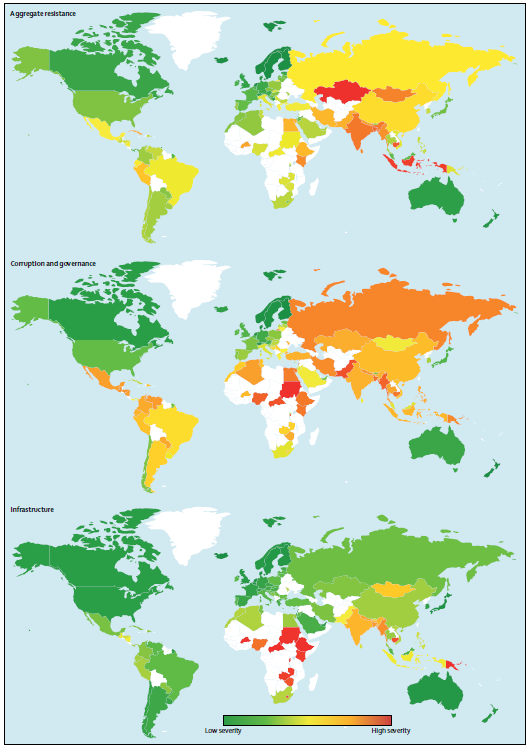 Aggregate resistance
Corruption and governance
Infrastructure
Low severity
High severity